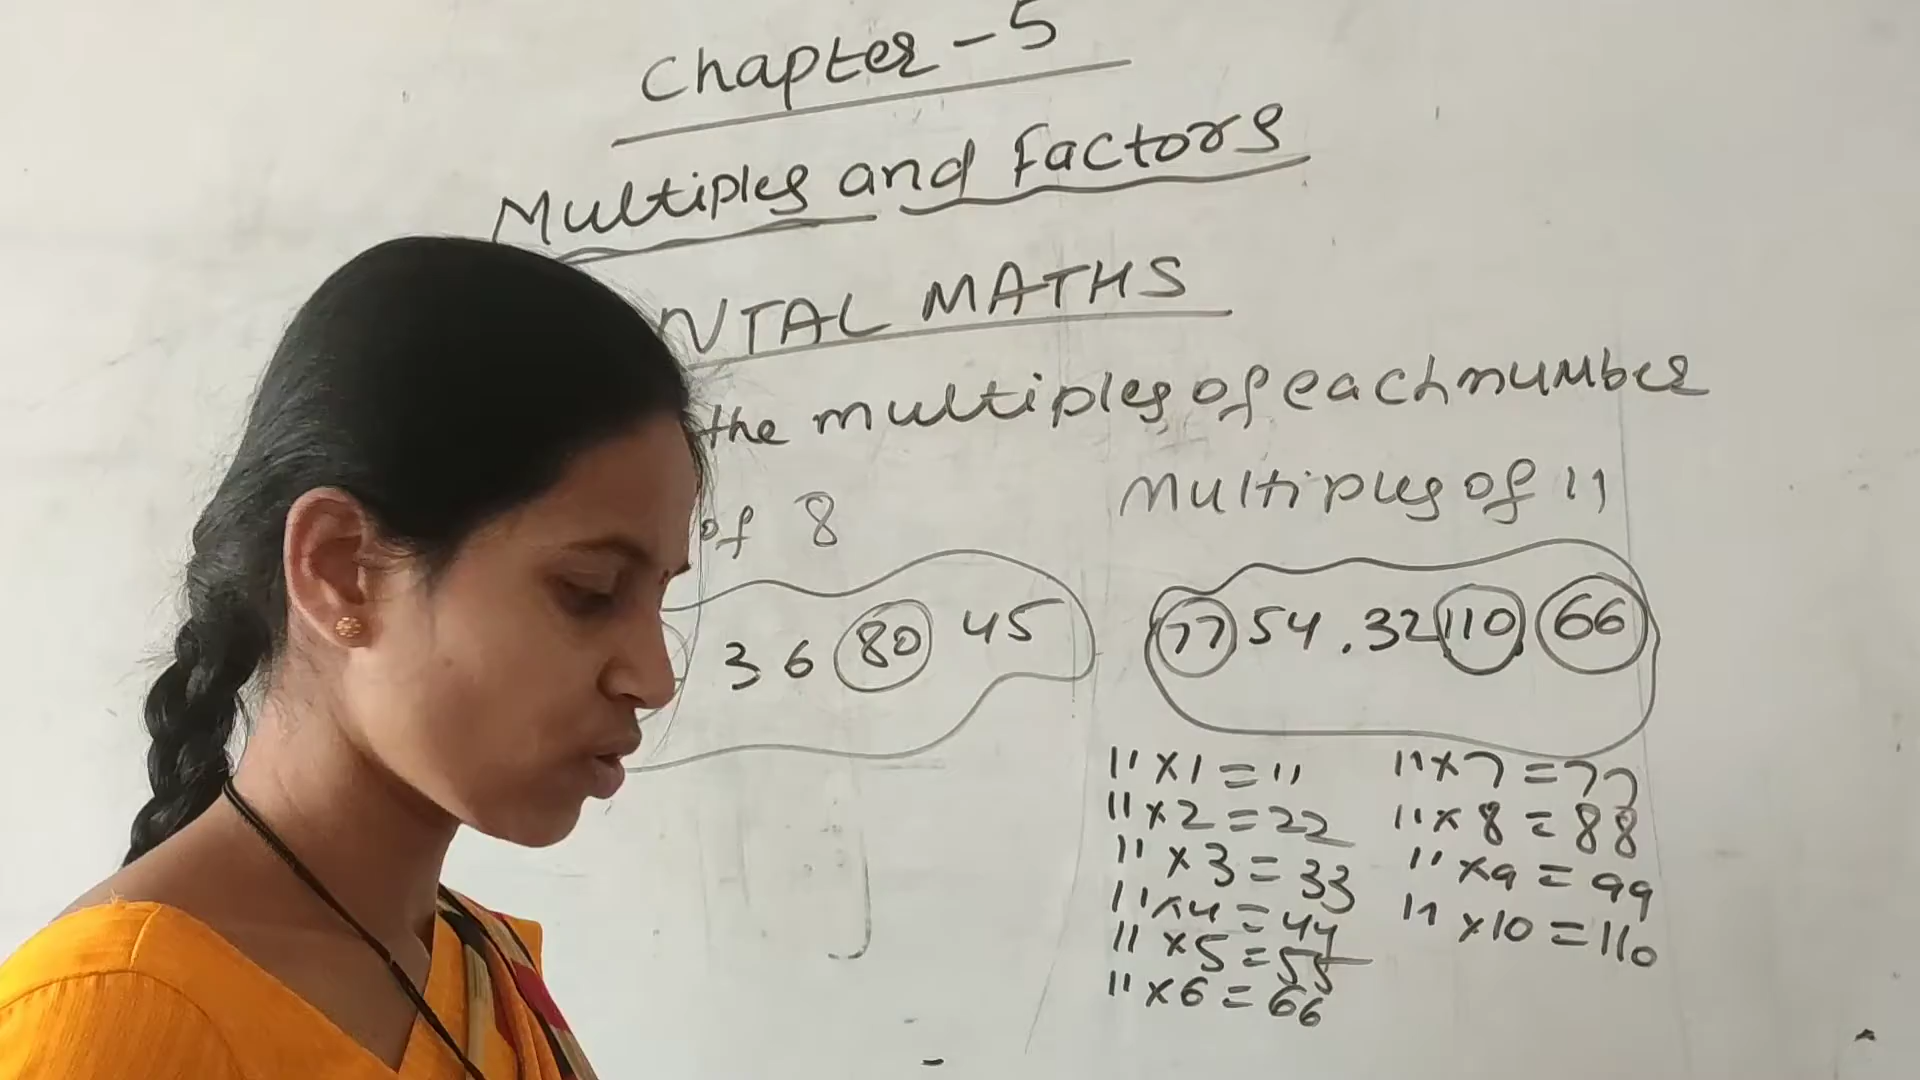 Chapter - 5
Multiples and Factors
NTAL MATHS
the multiples of each number
of 8
Multiples of 11
36 80 45
77 54 . 32 110 66
11 x 1 = 11
11 x 2 = 22
11 x 3 = 33
11 x 4 = 44
11 x 5 = 55
11 x 6 = 66
11 x 7 = 77
11 x 8 = 88
11 x 9 = 99
11 x 10 = 110